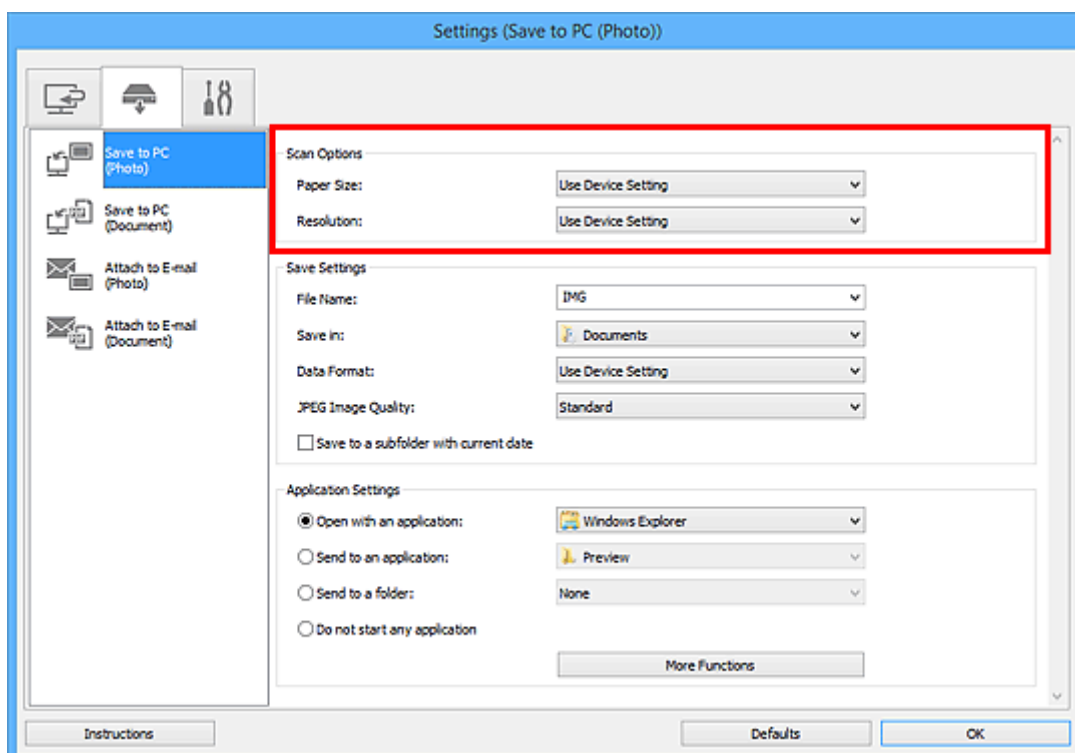 Settings (Save to PC (Photo))
Save to PC
(Photo)
Save to PC
(Document)
Attach to E-mail
(Photo)
Attach to E-mail
(Document)
Scan Options
Paper Size: Use Device Setting
Resolution: Use Device Setting
Save Settings
File Name: IMG
Save in: Documents
Data Format: Use Device Setting
JPEG Image Quality: Standard
Save to a subfolder with current date
Application Settings
Open with an application: Windows Explorer
Send to an application: Preview
Send to a folder: None
Do not start any application
More Functions
Instructions Defaults OK